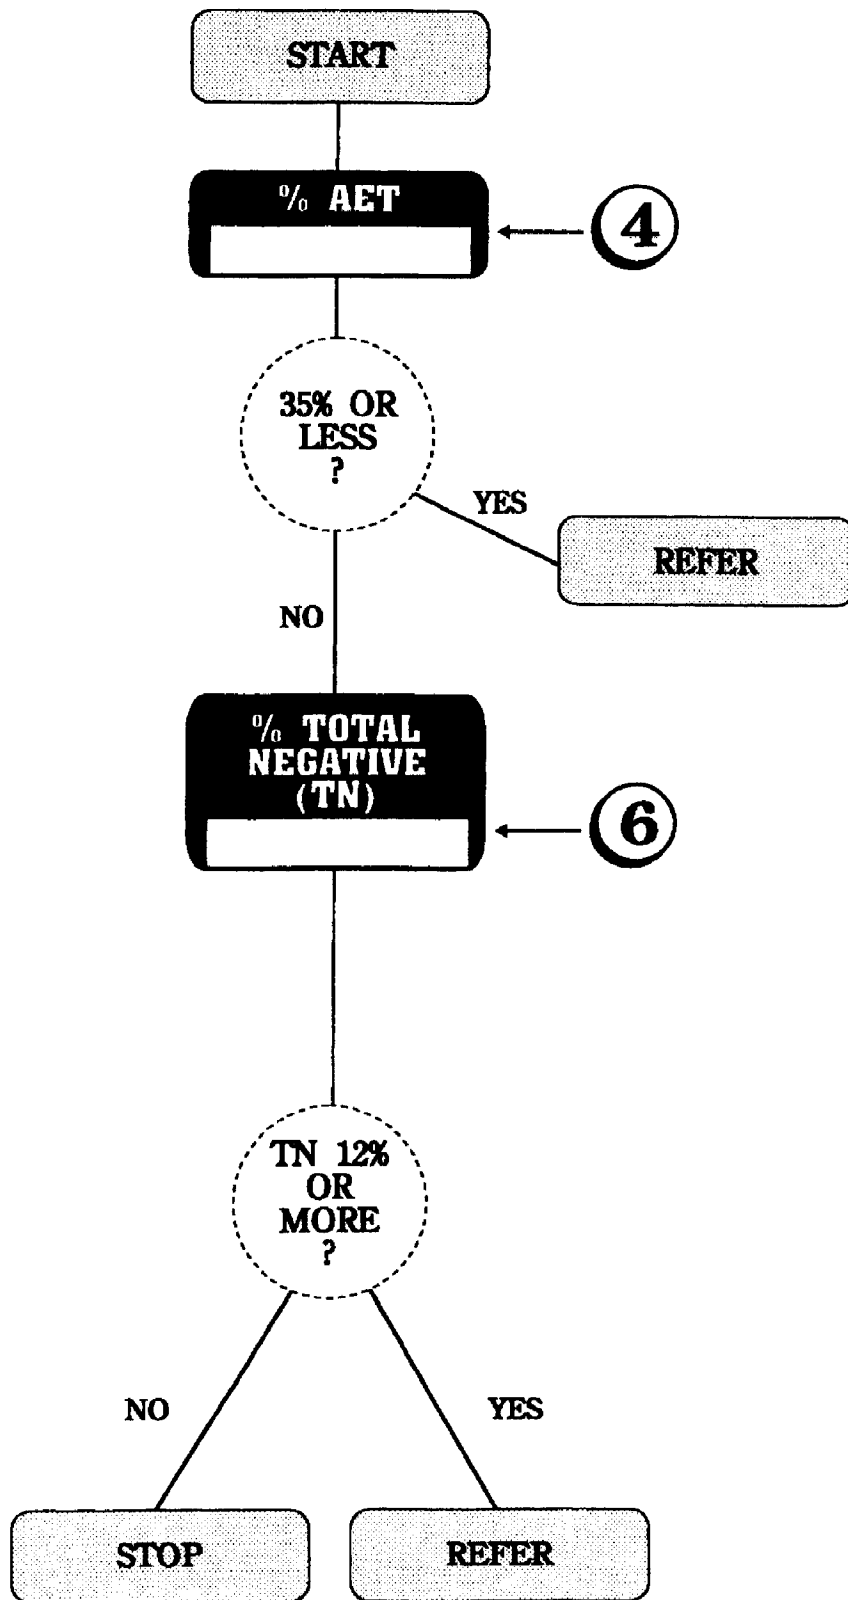 START
% AET
4
35% OR
LESS
?
YES
REFER
NO
% TOTAL
NEGATIVE
(TN)
6
TN 12%
OR
MORE
?
NO
YES
STOP
REFER